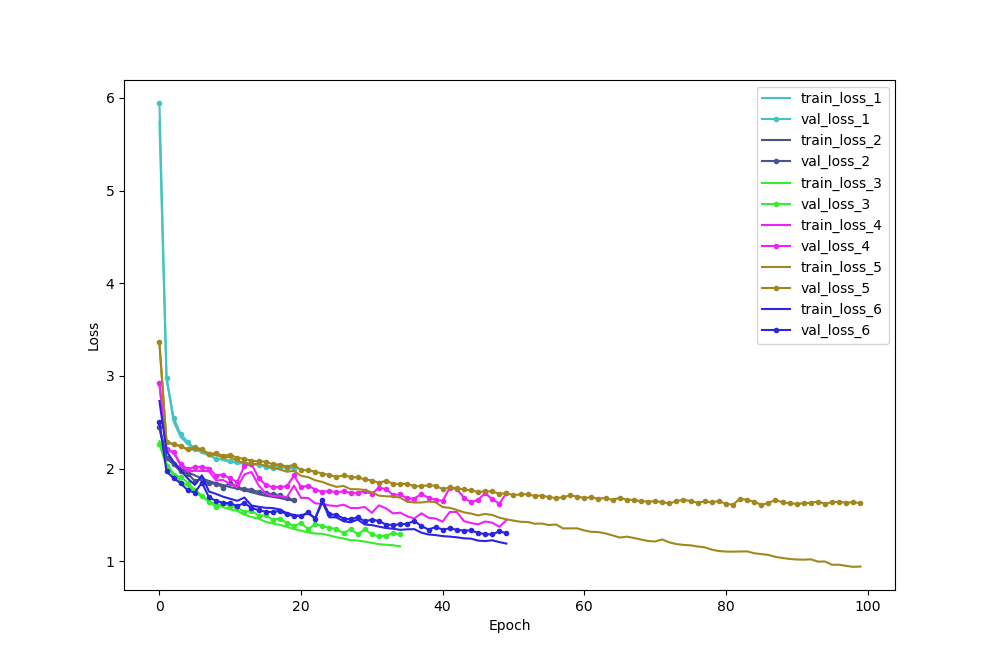 6
5
4
3
2
1
Loss
0
20
40
60
80
100
Epoch
train_loss_1
val_loss_1
train_loss_2
val_loss_2
train_loss_3
val_loss_3
train_loss_4
val_loss_4
train_loss_5
val_loss_5
train_loss_6
val_loss_6